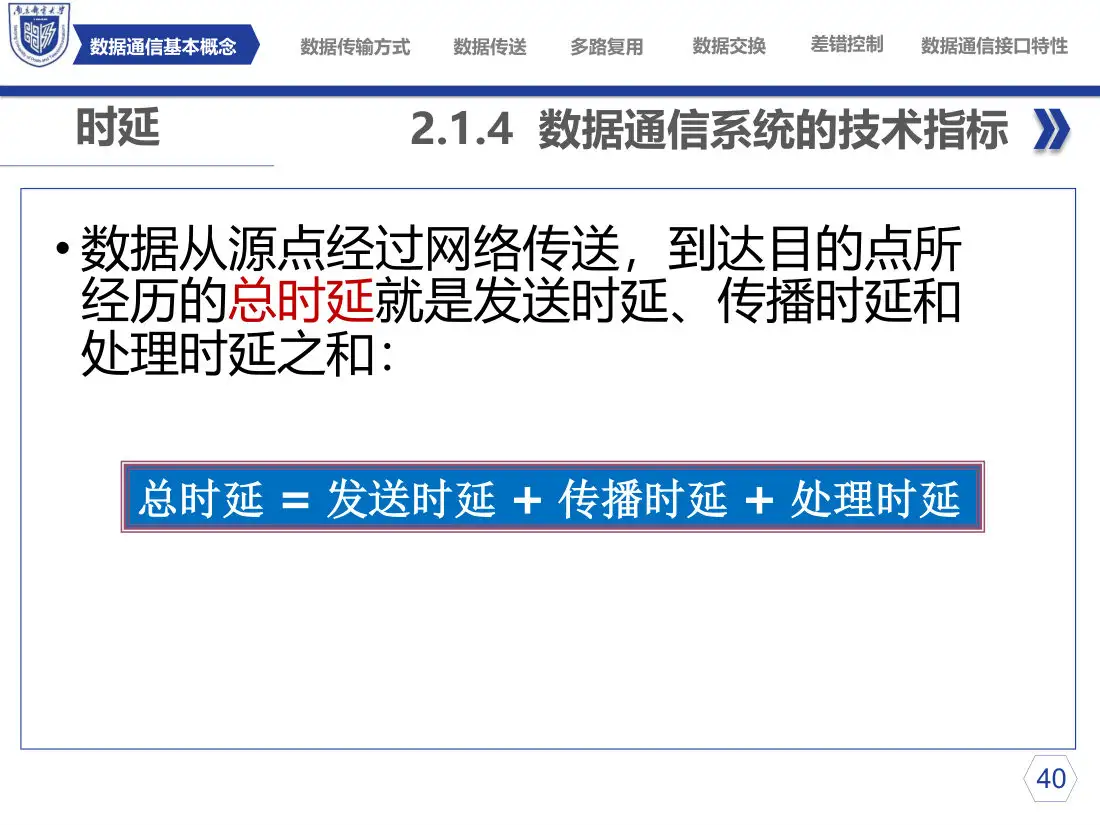 数据通信基本概念 数据传输方式 数据传送 多路复用 数据交换 差错控制 数据通信接口特性
时延 2.1.4 数据通信系统的技术指标
•数据从源点经过网络传送，到达目的点所
经历的总时延就是发送时延、传播时延和
处理时延之和：
总时延 = 发送时延 + 传播时延 + 处理时延
40